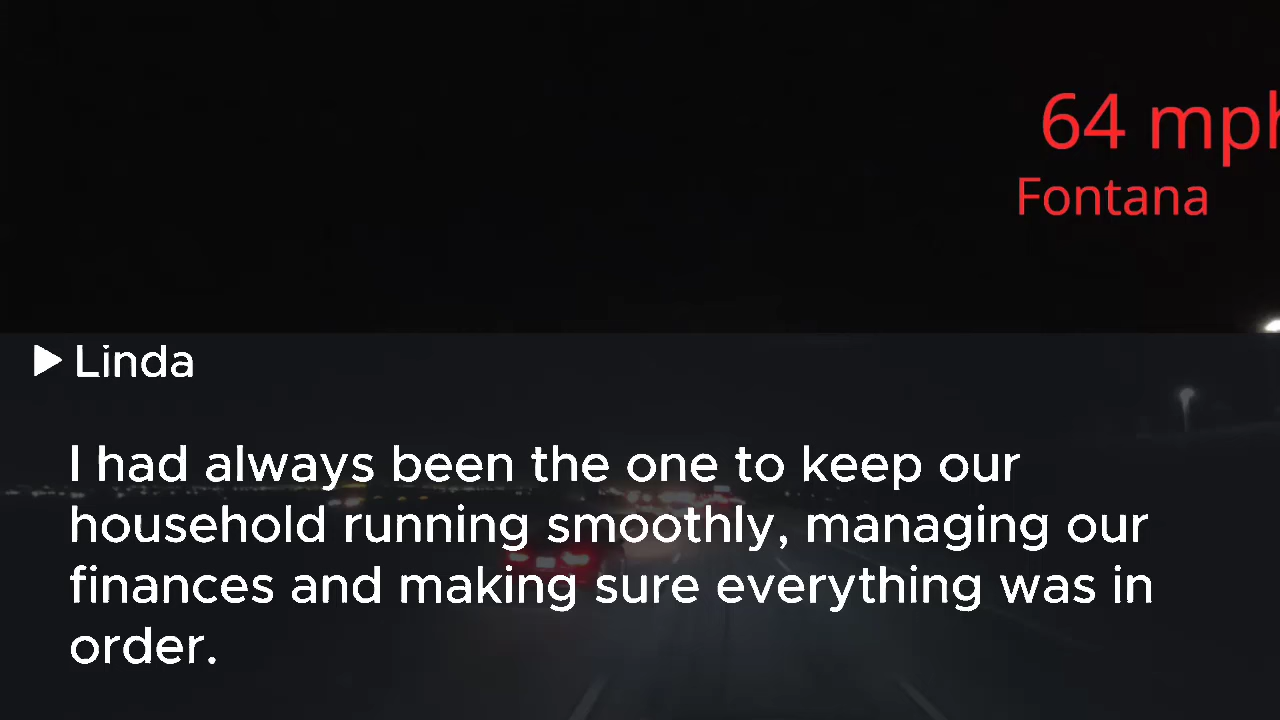 64 mph
Fontana
▶ Linda
I had always been the one to keep our
household running smoothly, managing our
finances and making sure everything was in
order.